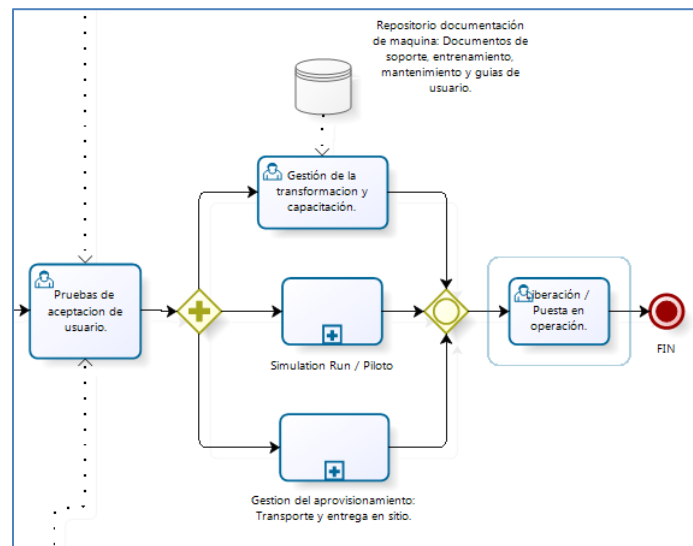 Repositorio documentación
de maquina: Documentos de
soporte, entrenamiento,
mantenimiento y guias de
usuario.
Gestión de la
transformacion y
capacitación.
Pruebas de
aceptacion de
usuario.
Simulation Run / Piloto
Liberación /
Puesta en
operación.
FIN
Gestion del aprovisionamiento:
Transporte y entrega en sitio.